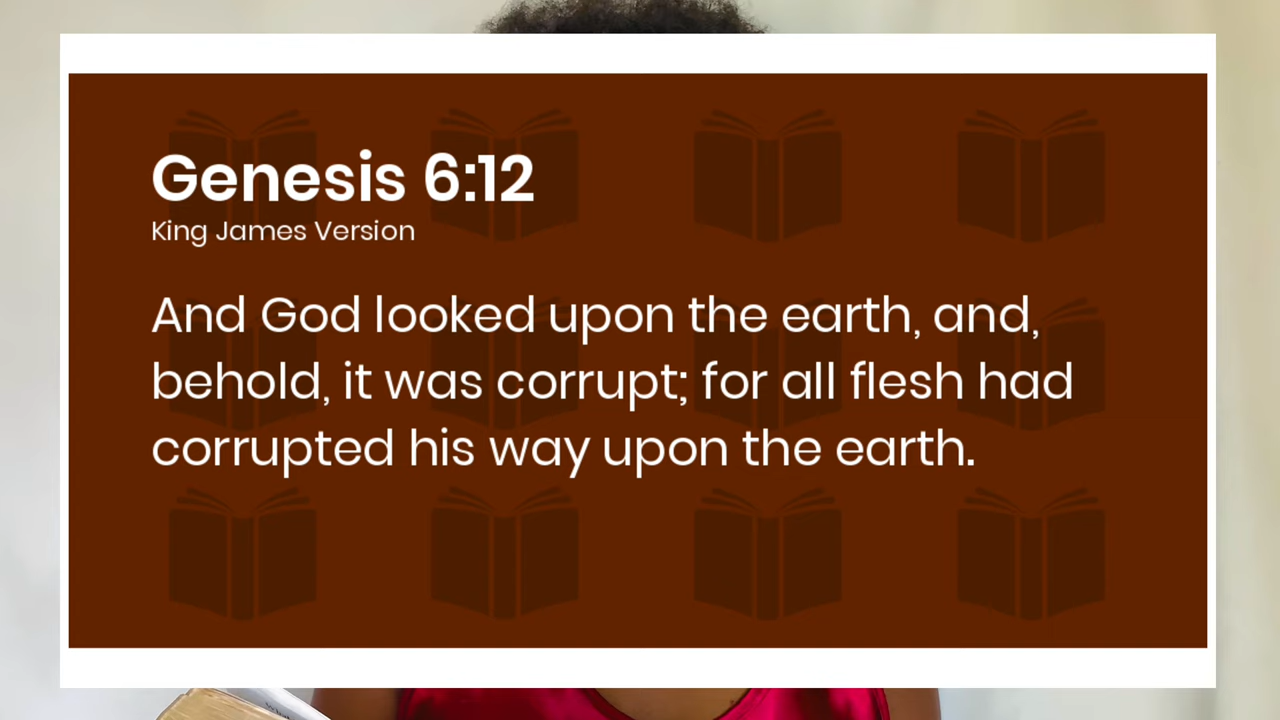 Genesis 6:12
King James Version
And God looked upon the earth, and,
behold, it was corrupt; for all flesh had
corrupted his way upon the earth.